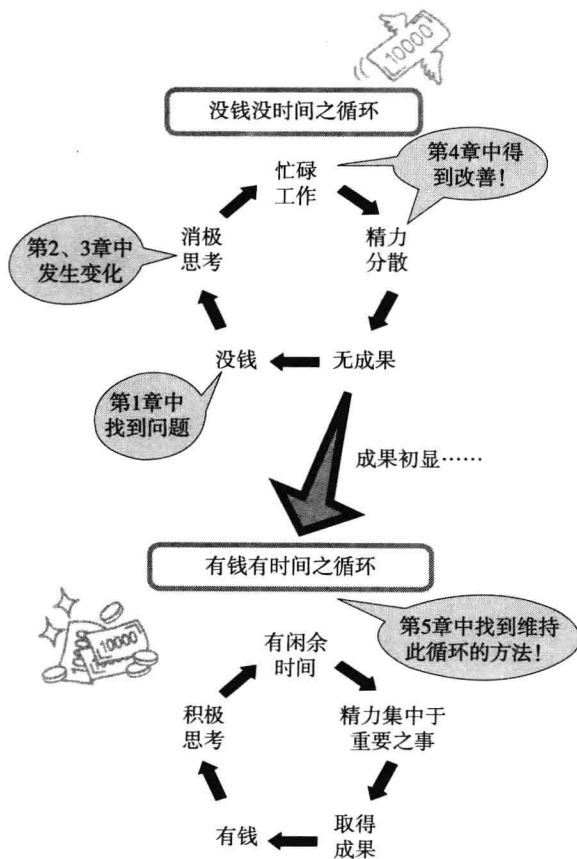 10000
没钱没时间之循环
忙碌
工作
第4章中得
到改善！
第2、3章中
发生变化
消极
思考
精力
分散
没钱
无成果
第1章中
找到问题
成果初显……
有钱有时间之循环
10000
第5章中找到维持
此循环的方法！
有闲余
时间
积极
思考
精力集中于
重要之事
有钱
取得
成果